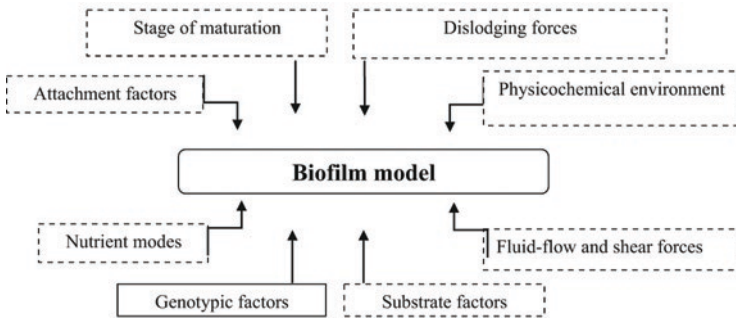 Stage of maturation
Dislodging forces
Attachment factors
Physicochemical environment
Biofilm model
Nutrient modes
Fluid-flow and shear forces
Genotypic factors
Substrate factors